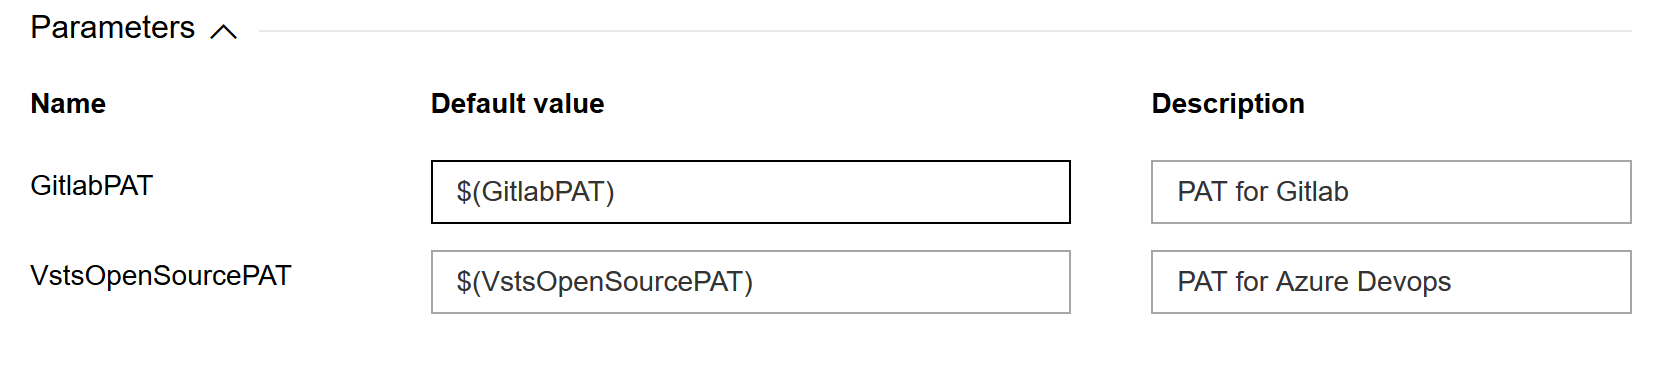 Parameters
Name Default value Description
GitlabPAT $(GitlabPAT) PAT for Gitlab
VstsOpenSourcePAT $(VstsOpenSourcePAT) PAT for Azure Devops